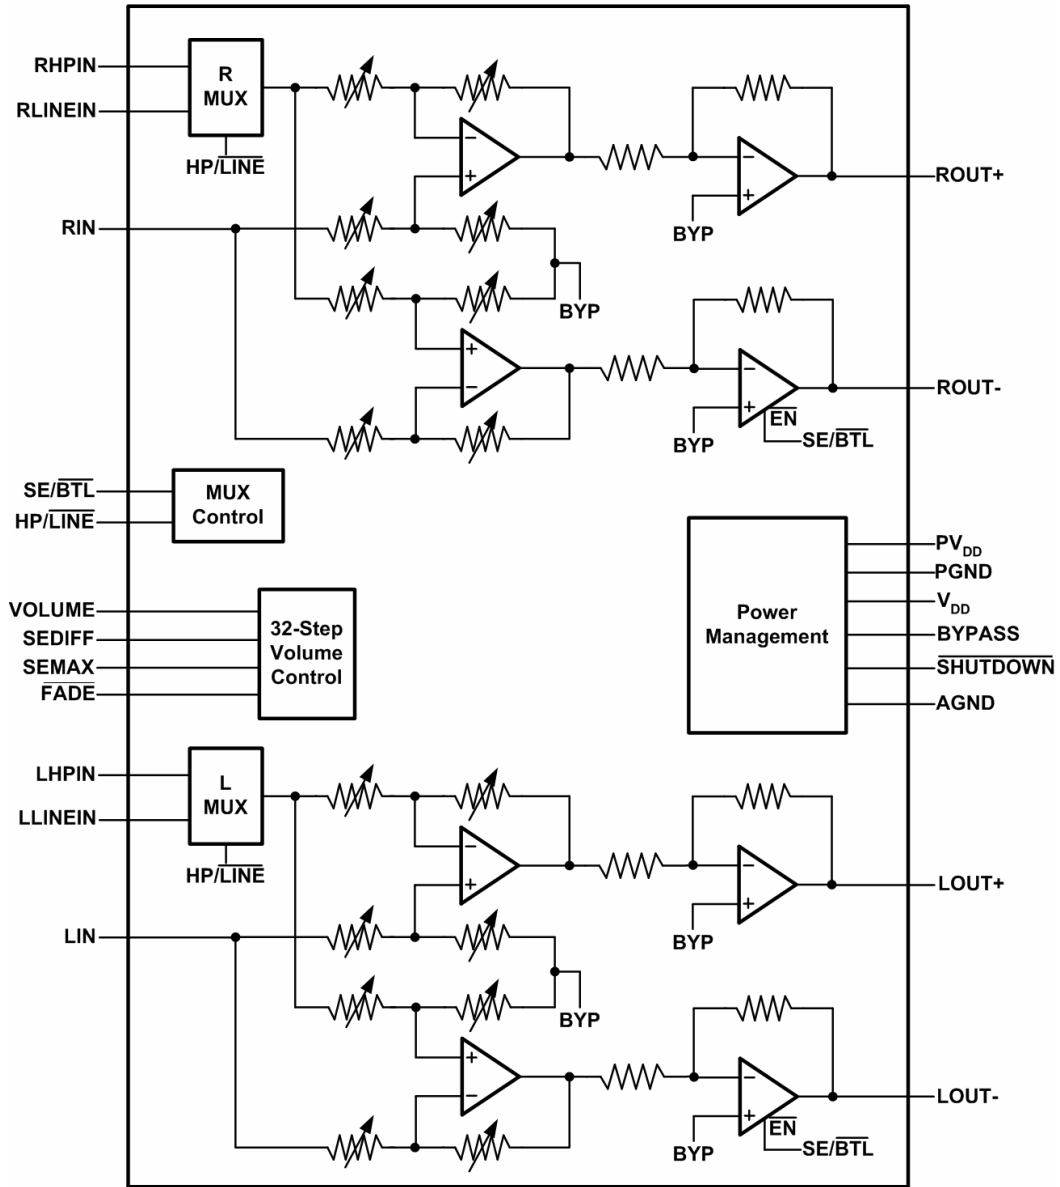 RHPIN
RLINEIN
R
MUX
HP/LINE
RIN
−
+
BYP
+
−
−
+
BYP
ROUT+
−
+
BYP
EN
SE/BTL
ROUT-
SE/BTL
HP/LINE
MUX
Control
VOLUME
SEDIFF
SEMAX
FADE
32-Step
Volume
Control
Power
Management
PVDD
PGND
VDD
BYPASS
SHUTDOWN
AGND
LHPIN
LLINEIN
L
MUX
HP/LINE
LIN
−
+
BYP
+
−
−
+
BYP
LOUT+
−
+
BYP
EN
SE/BTL
LOUT-